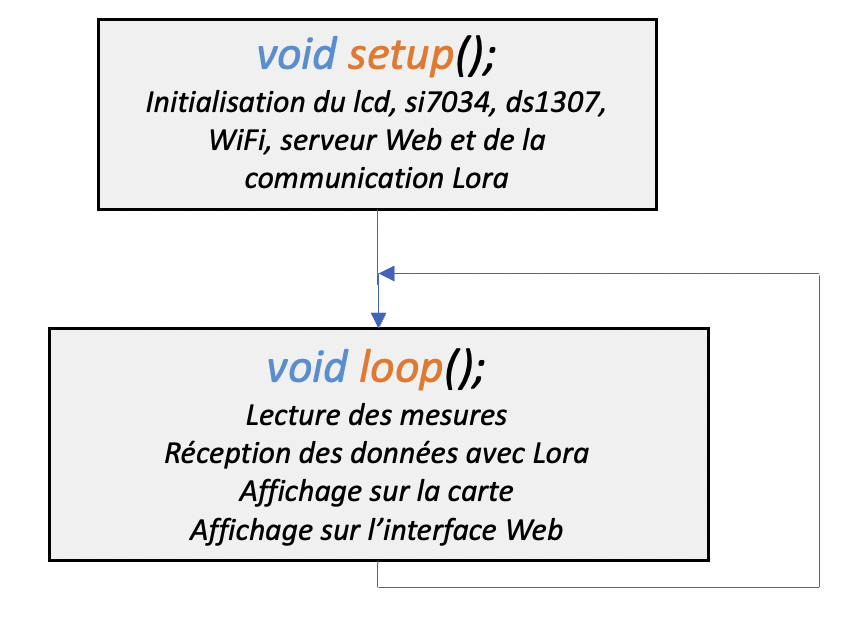 void setup();
Initialisation du lcd, si7034, ds1307,
WiFi, serveur Web et de la
communication Lora
void loop();
Lecture des mesures
Réception des données avec Lora
Affichage sur la carte
Affichage sur l’interface Web